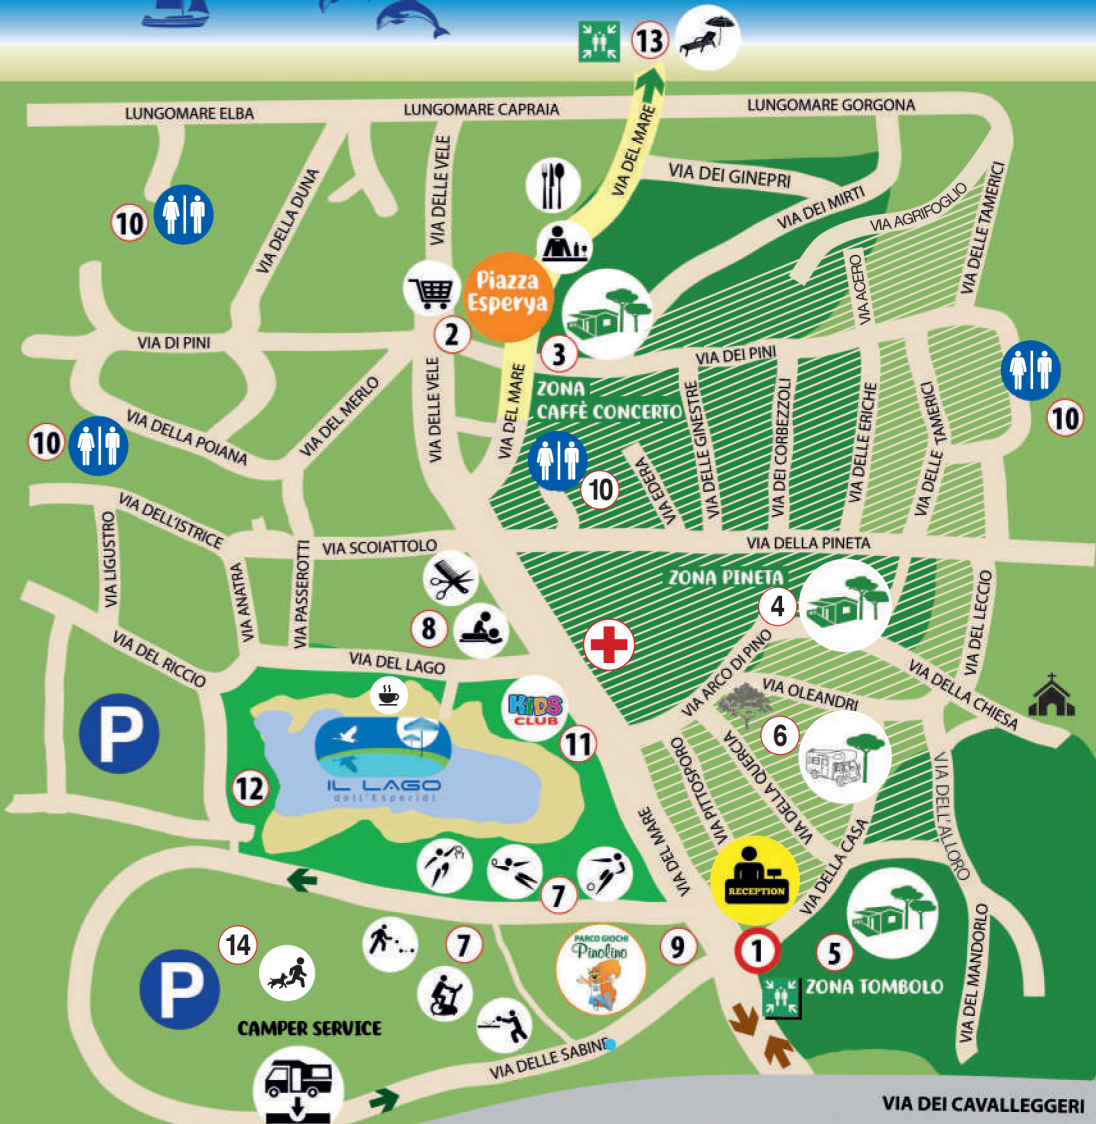 13
LUNGOMARE ELBA
LUNGOMARE CAPRAIA
LUNGOMARE GORGONA
VIA DEL MARE
VIA DEI GINEPRI
VIA DELLE VELE
VIA DELLA DUNA
VIA DEI MIRTI
VIA AGRIFOGLIO
VIA DELLE TAMERICI
10
VIA ACERO
Piazza
Esperya
2
3
VIA DI PINI
VIA DEI PINI
ZONA
CAFFÈ CONCERTO
VIA DEL MERLO
VIA DELLE VELE
VIA DEL MARE
VIA DELLE GINESTRE
VIA DEI CORBEZZOLI
VIA DELLE ERICHE
VIA DELLE TAMERICI
10
10
VIA DELLA POIANA
10
VIA EDERA
VIA DELL'ISTRICE
VIA LIGUSTRO
VIA SCOIATTOLO
VIA DELLA PINETA
VIA ANATRA
VIA PASSEROTTI
ZONA PINETA
4
8
VIA DEL LECCIO
VIA DEL RICCIO
VIA DEL LAGO
VIA ARCO DI PINO
VIA OLEANDRI
VIA DELLA CHIESA
P
KIDS
CLUB
11
6
IL LAGO
dell'Esperidi
12
VIA PITTOSPORO
VIA DELLA QUERCIA
VIA DELL'ALLORO
VIA DEL MARE
VIA DELLA CASA
RECEPTION
7
14
7
PARCO GIOCHI
Pinolino
9
1
5
ZONA TOMBOLO
VIA DEL MANDORLO
P
CAMPER SERVICE
VIA DELLE SABINE
VIA DEI CAVALLEGGERI